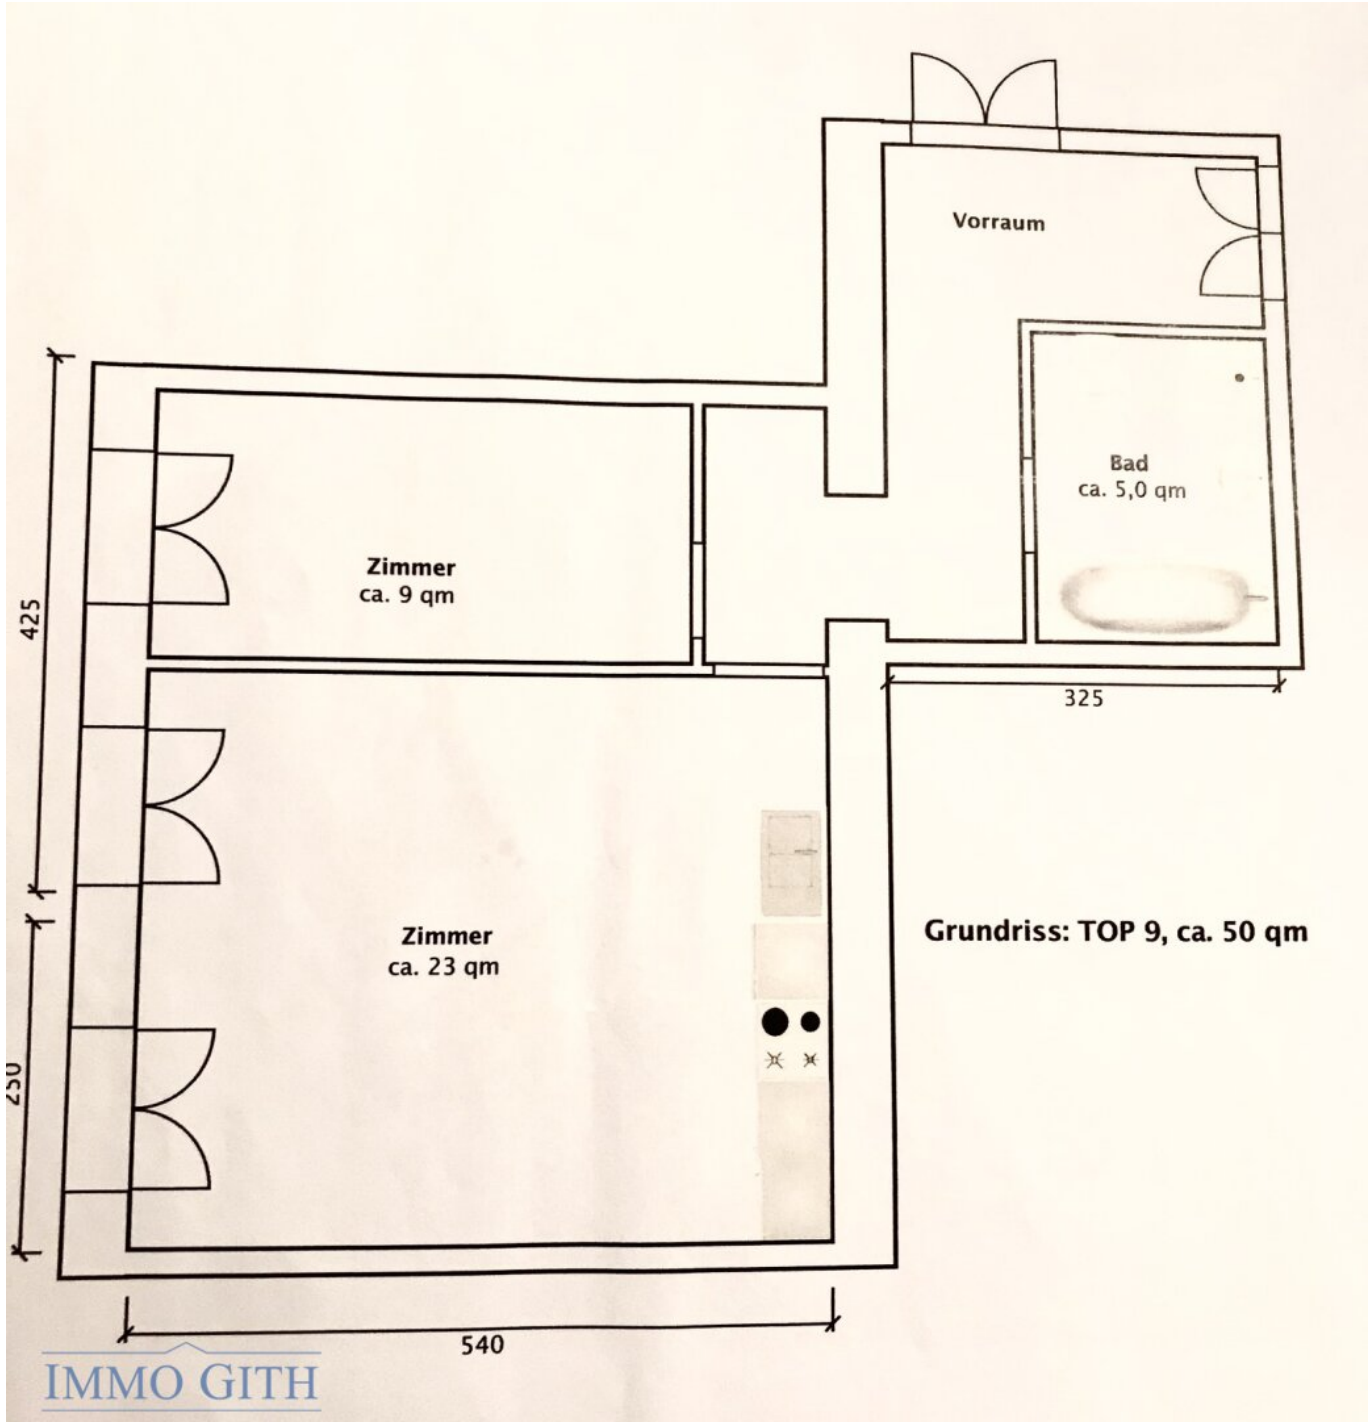 Vorraum
Bad
ca. 5,0 qm
Zimmer
ca. 9 qm
425
325
Zimmer
ca. 23 qm
Grundriss: TOP 9, ca. 50 qm
250
540
IMMO GITH